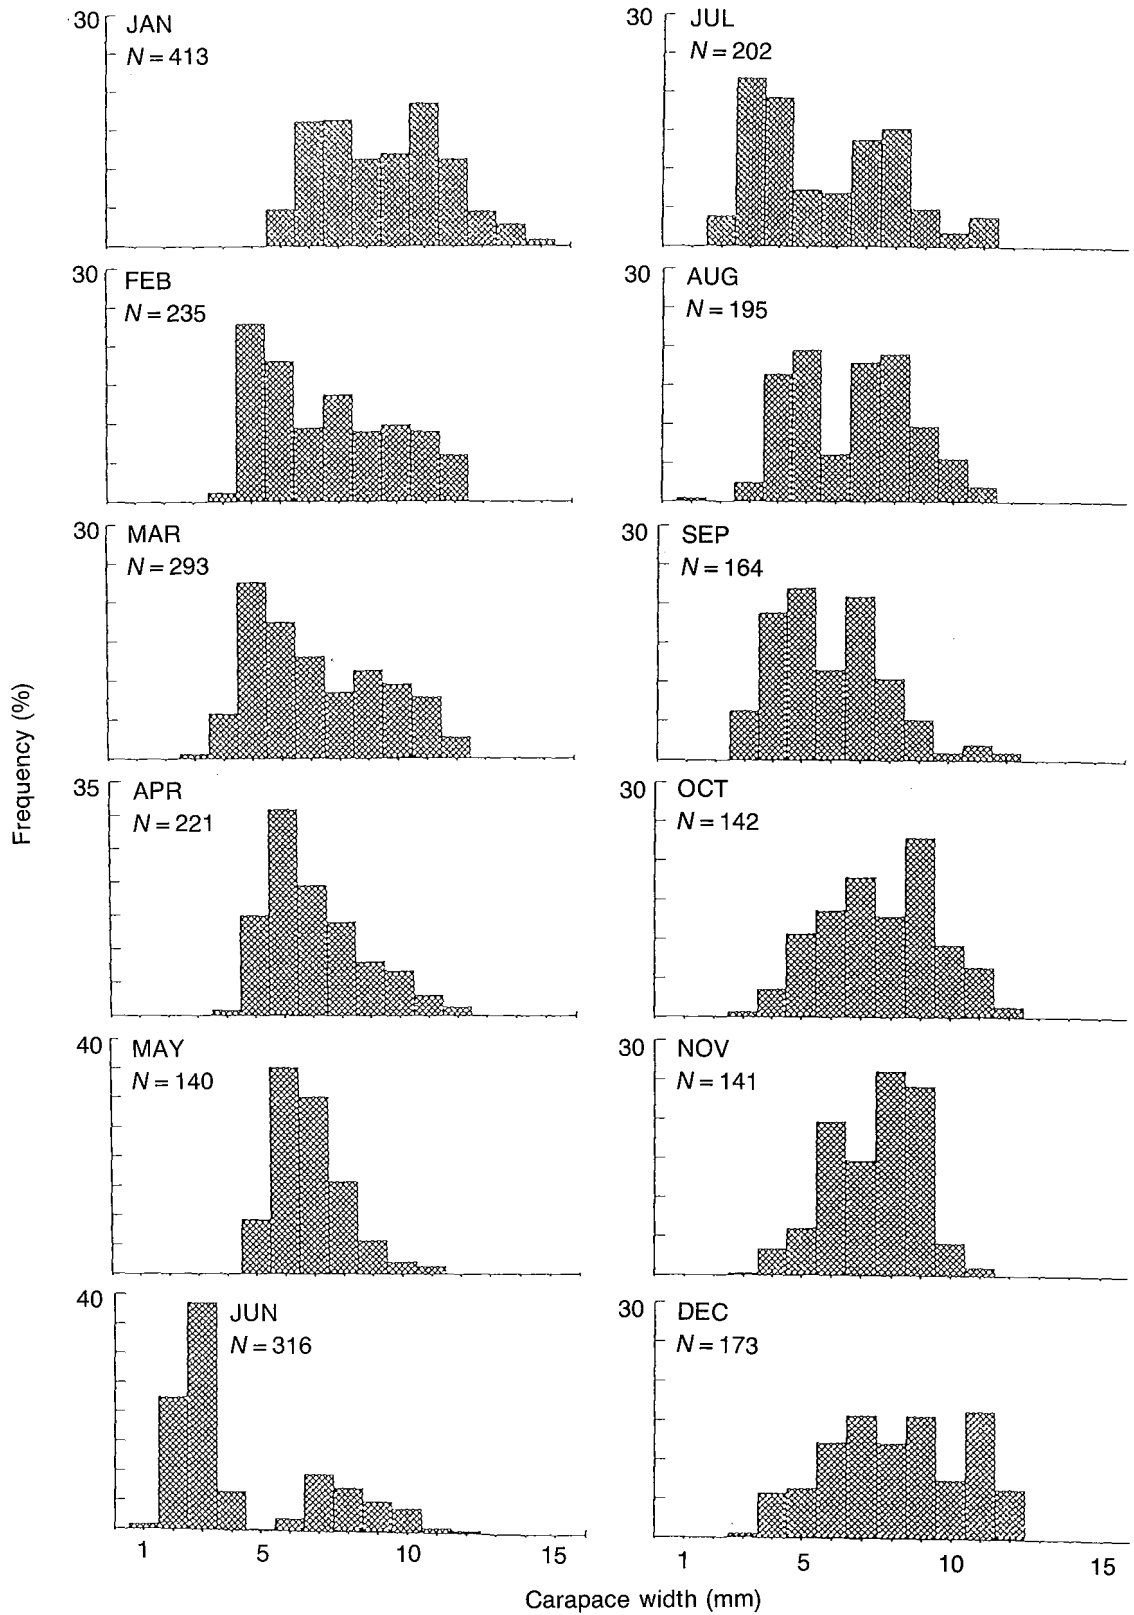 30
JAN
N = 413
30
JUL
N = 202
30
FEB
N = 235
30
AUG
N = 195
30
MAR
N = 293
30
SEP
N = 164
Frequency (%)
35
APR
N = 221
30
OCT
N = 142
40
MAY
N = 140
30
NOV
N = 141
40
JUN
N = 316
30
DEC
N = 173
1 5 10 15
1 5 10 15
Carapace width (mm)